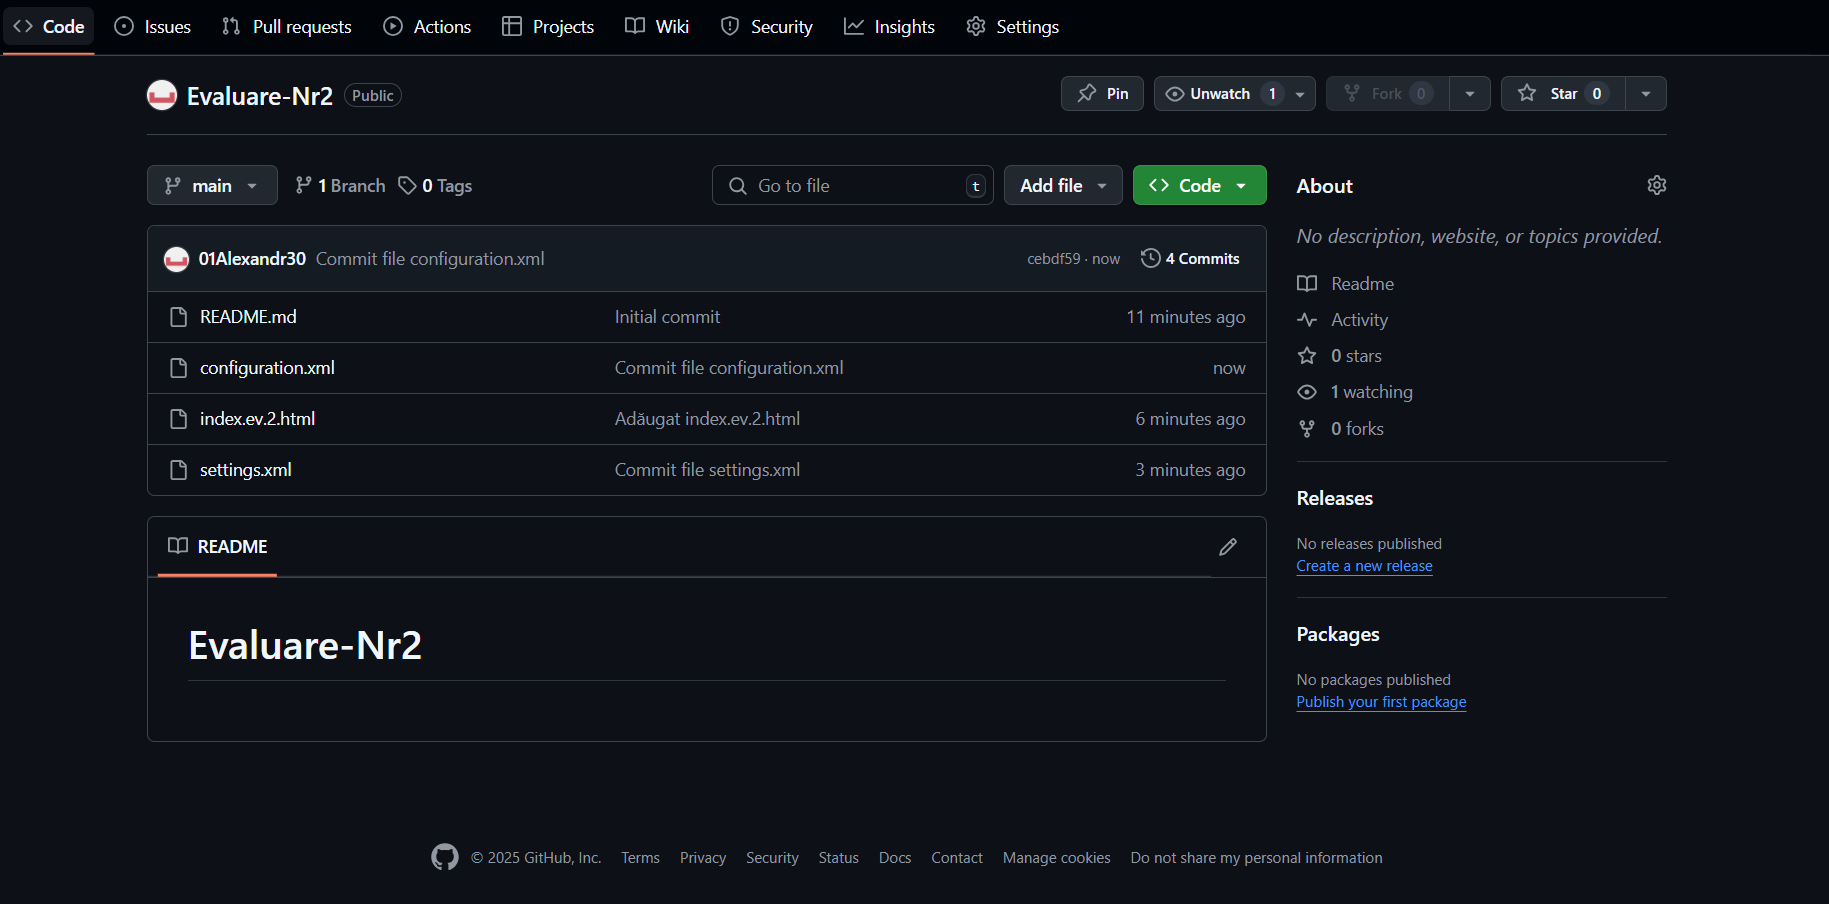 Code Issues Pull requests Actions Projects Wiki Security Insights Settings
Evaluare-Nr2 Public Pin Unwatch 1 Fork 0 Star 0
main 1 Branch 0 Tags Go to file t Add file Code
01Alexandr30 Commit file configuration.xml cebdf59 · now 4 Commits
README.md Initial commit 11 minutes ago
configuration.xml Commit file configuration.xml now
index.ev.2.html Adăugat index.ev.2.html 6 minutes ago
settings.xml Commit file settings.xml 3 minutes ago
README
Evaluare-Nr2
About
No description, website, or topics provided.
Readme
Activity
0 stars
1 watching
0 forks
Releases
No releases published
Create a new release
Packages
No packages published
Publish your first package
© 2025 GitHub, Inc. Terms Privacy Security Status Docs Contact Manage cookies Do not share my personal information